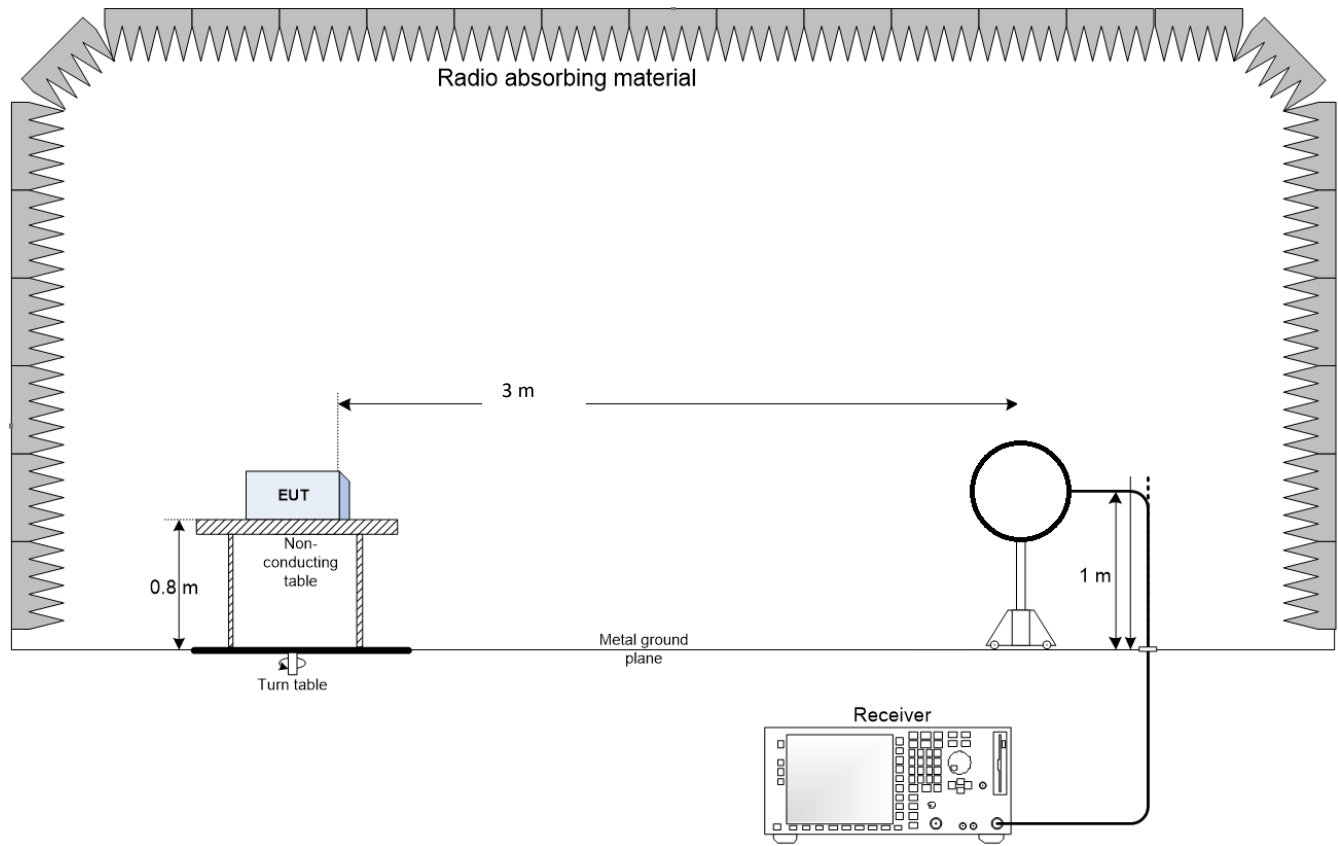 Radio absorbing material
3 m
EUT
Non-
conducting
table
0.8 m
1 m
Metal ground
plane
Turn table
Receiver